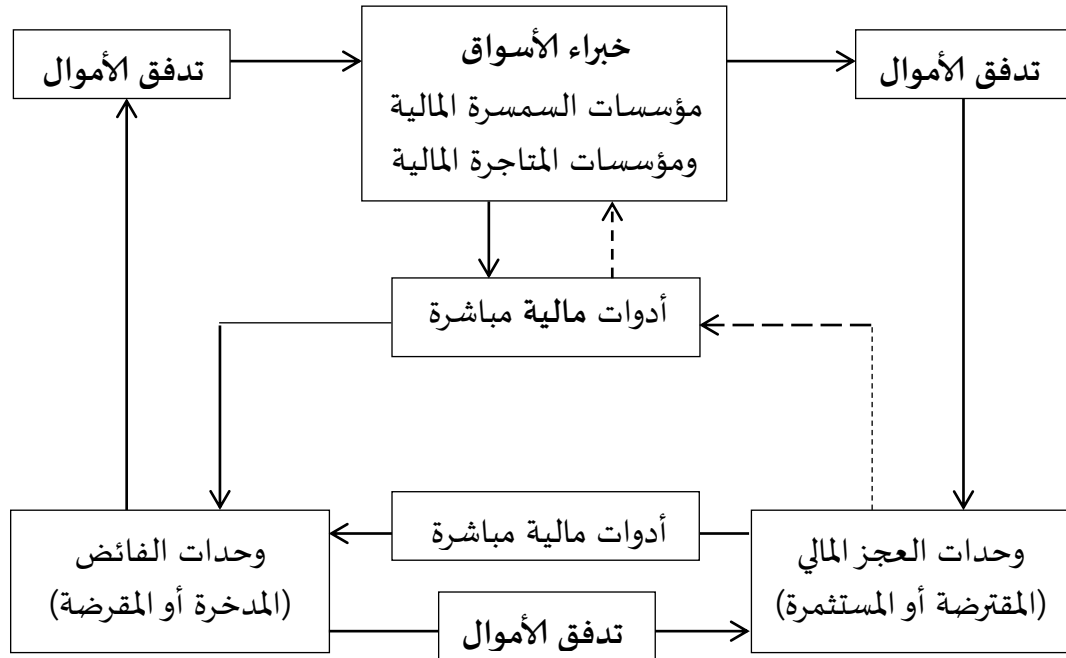 خبراء الأسواق
مؤسسات السمسرة المالية
ومؤسسات المتاجرة المالية
تدفق الأموال
تدفق الأموال
أدوات مالية مباشرة
وحدات العجز المالي
(المقترضة أو المستثمرة)
أدوات مالية مباشرة
وحدات الفائض
(المدخرة أو المقرضة)
تدفق الأموال